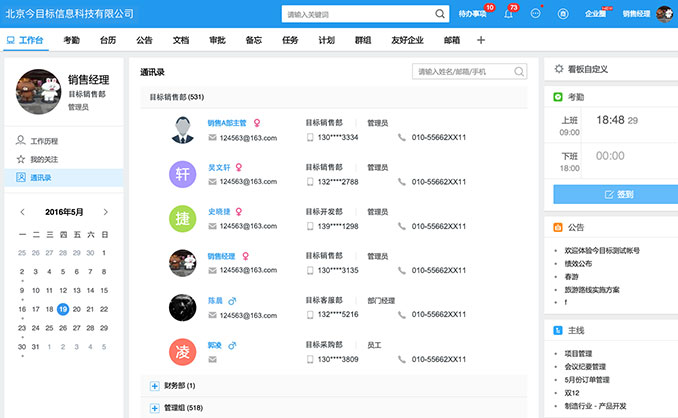 北京今目标信息科技有限公司
请输入关键词
待办事项 10 73 企业圈 销售经理
工作台 考勤 台历 公告 文档 审批 备忘 任务 计划 群组 友好企业 邮箱
销售经理
目标销售部
管理员
工作历程
我的关注
通讯录
2016年5月
一 二 三 四 五 六 日
25 26 27 28 29 30 1
2 3 4 5 6 7 8
9 10 11 12 13 14 15
16 17 18 19 20 21 22
23 24 25 26 27 28 29
30 31 1 2 3 4 5
通讯录
请输入姓名/邮箱/手机
目标销售部 (531)
销售A部主管 目标销售部 管理员
124563@163.com 130****3334 010-55662XX11
轩 吴文轩 目标销售部 管理员
124563@163.com 132****2788 010-55662XX11
捷 史晓捷 目标开发部 管理员
124563@163.com 139****1298 010-55662XX11
销售经理 目标销售部 管理员
124563@163.com 130****3135 010-55662XX11
陈晨 目标客服部 部门经理
124563@163.com 132****5216 010-55662XX11
凌 郭凌 目标采购部 员工
130****3809 010-55662XX11
财务部 (1)
管理组 (518)
看板自定义
考勤
上班 18:48 29
09:00
下班 00:00
18:00
签到
公告
欢迎体验今目标测试帐号
绩效公布
春游
旅游路线实施方案
!
主线
项目管理
会议纪要管理
5月份订单管理
双12
制造行业 - 产品开发